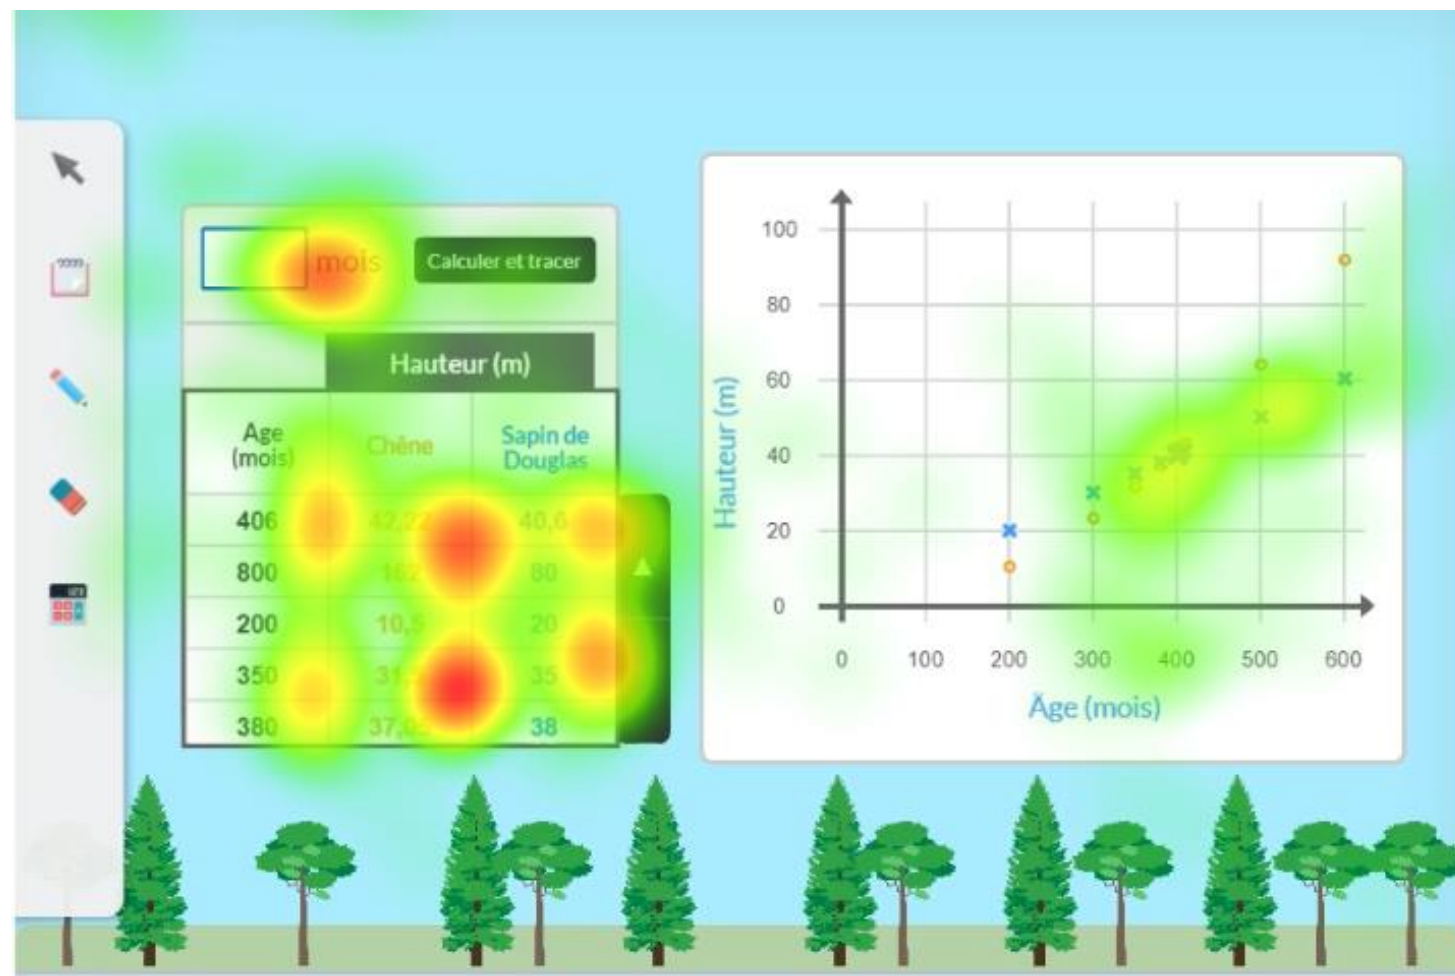 mois
Calculer et tracer
Hauteur (m)
Age (mois)
Chêne
Sapin de Douglas
406 42,22 40,6
800 162 80
200 10,5 20
350 35
380 38
Hauteur (m)
100
80
60
40
20
0
0 100 200 300 400 500 600
Âge (mois)